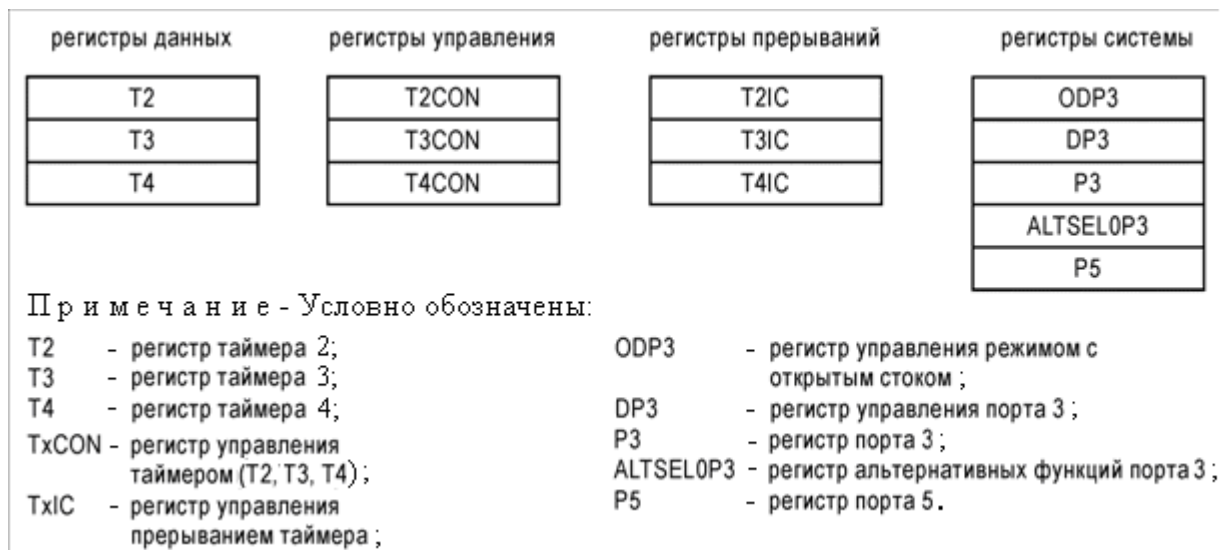 регистры данных регистры управления регистры прерываний регистры системы
T2 T2CON T2IC ODP3
T3 T3CON T3IC DP3
T4 T4CON T4IC P3
ALTSEL0P3
P5
П р и м е ч а н и е - Условно обозначены:
T2 - регистр таймера 2;
T3 - регистр таймера 3;
T4 - регистр таймера 4;
TxCON - регистр управления
таймером (T2, T3, T4);
TxIC - регистр управления
прерыванием таймера ;
ODP3 - регистр управления режимом с
открытым стоком ;
DP3 - регистр управления порта 3 ;
P3 - регистр порта 3 ;
ALTSEL0P3 - регистр альтернативных функций порта 3 ;
P5 - регистр порта 5.